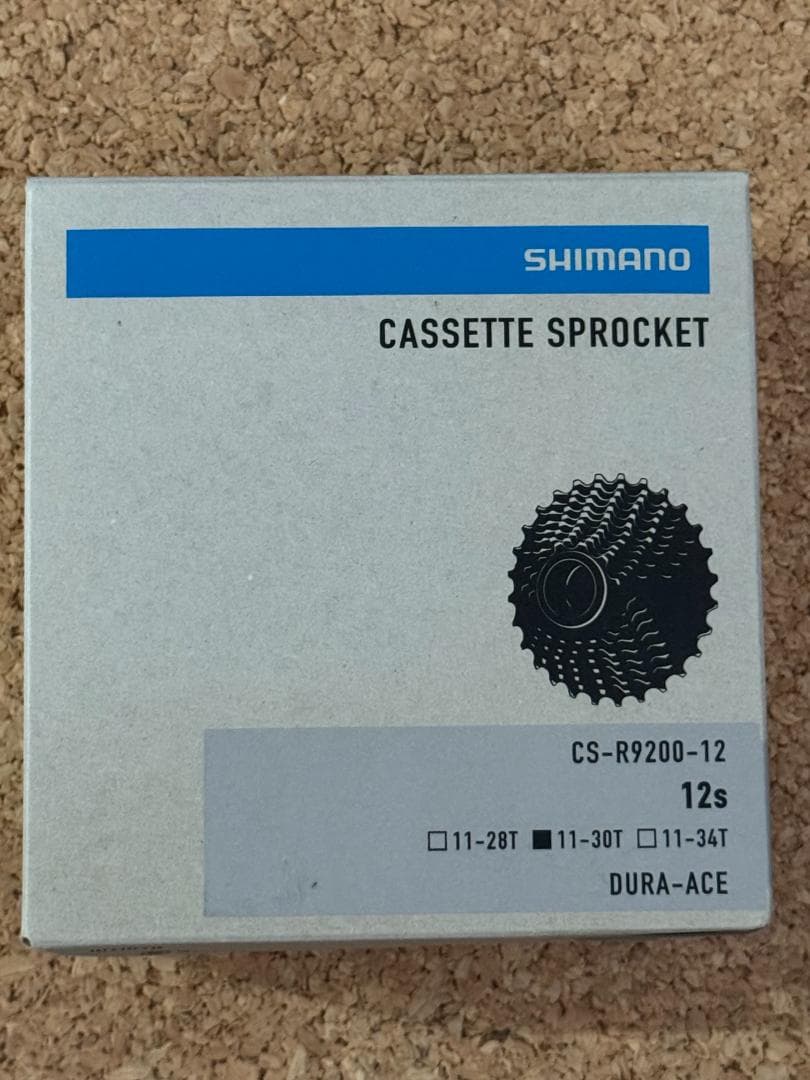 SHIMANO
CASSETTE SPROCKET
CS-R9200-12
12s
□11-28T ■11-30T □11-34T
DURA-ACE